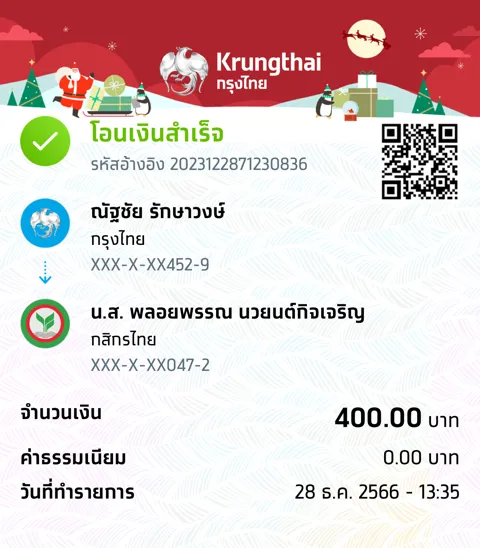 Krungthai
กรุงไทย
โอนเงินสำเร็จ
รหัสอ้างอิง 2023122871230836
ณัฐชัย รักษาวงษ์
กรุงไทย
XXX-X-XX452-9
น.ส. พลอยพรรณ นวยนต์กิจเจริญ
กสิกรไทย
XXX-X-XX047-2
จำนวนเงิน 400.00 บาท
ค่าธรรมเนียม 0.00 บาท
วันที่ทำรายการ 28 ธ.ค. 2566 - 13:35